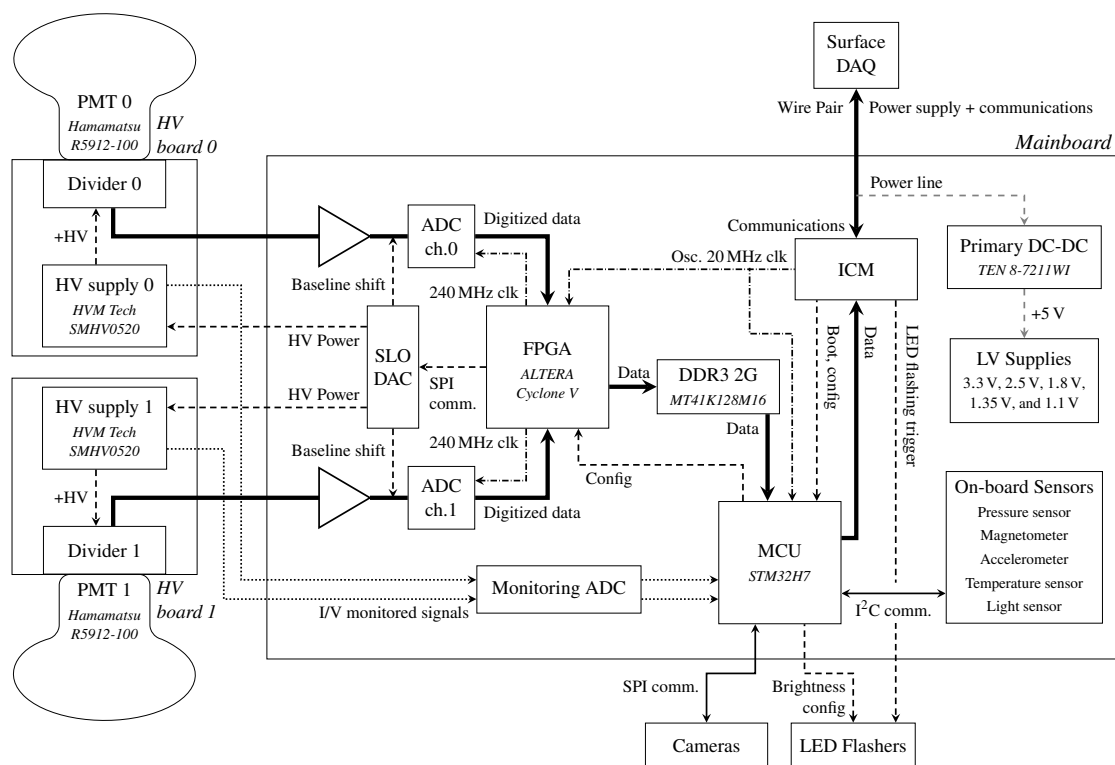 Surface
DAQ
PMT 0
Hamamatsu
R5912-100
HV
board 0
Wire Pair
Power supply + communications
Mainboard
Divider 0
Power line
+HV
ADC
ch.0
Digitized data
Communications
Primary DC-DC
TEN 8-7211WI
HV supply 0
HVM Tech
SMHV0520
Baseline shift
240 MHz clk
Osc. 20 MHz clk
ICM
+5 V
HV Power
SLO
DAC
FPGA
ALTERA
Cyclone V
SPI
comm.
Data
DDR3 2G
MT41K128M16
Data
Boot, config
Data
LED flashing trigger
LV Supplies
3.3 V, 2.5 V, 1.8 V,
1.35 V, and 1.1 V
HV supply 1
HVM Tech
SMHV0520
HV Power
Baseline shift
240 MHz clk
Config
+HV
ADC
ch.1
Digitized data
On-board Sensors
Pressure sensor
Magnetometer
Accelerometer
Temperature sensor
Light sensor
Divider 1
MCU
STM32H7
PMT 1
Hamamatsu
R5912-100
HV
board 1
Monitoring ADC
I/V monitored signals
I²C comm.
SPI comm.
Brightness
config
Cameras
LED Flashers